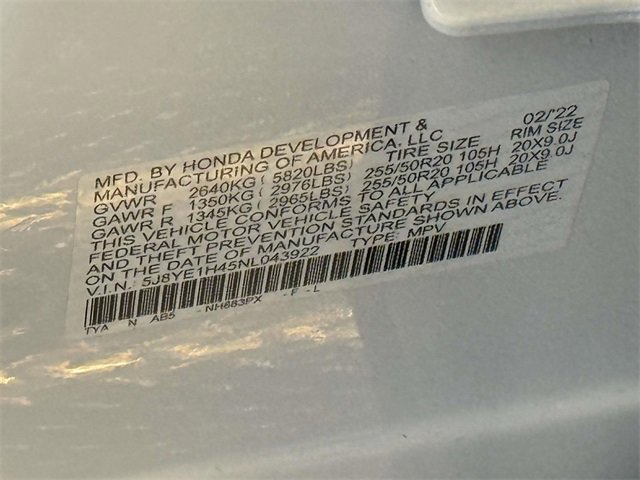 MFD. BY HONDA DEVELOPMENT & 02/'22
MANUFACTURING OF AMERICA, LLC TIRE SIZE RIM SIZE
GVWR 2640KG( 5820LBS)
GAWR F 1350KG( 2976LBS) 255/50R20 105H 20X9.0J
GAWR R 1345KG( 2965LBS) 255/50R20 105H 20X9.0J
THIS VEHICLE CONFORMS TO ALL APPLICABLE
FEDERAL MOTOR VEHICLE SAFETY
AND THEFT PREVENTION STANDARDS IN EFFECT
ON THE DATE OF MANUFACTURE SHOWN ABOVE.
V.I.N. 5J8YE1H45NL043922 TYPE: MPV
TYA N AB5 - NH883PX - F - L